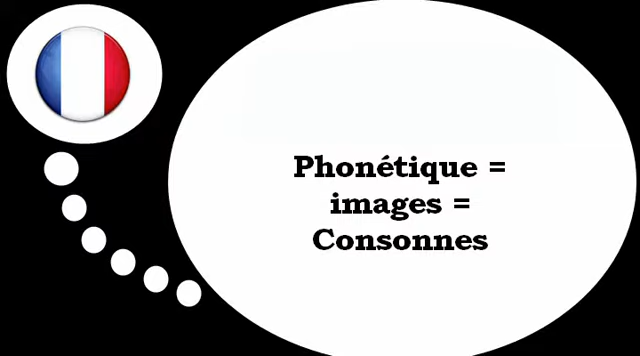 Phonétique =
images =
Consonnes